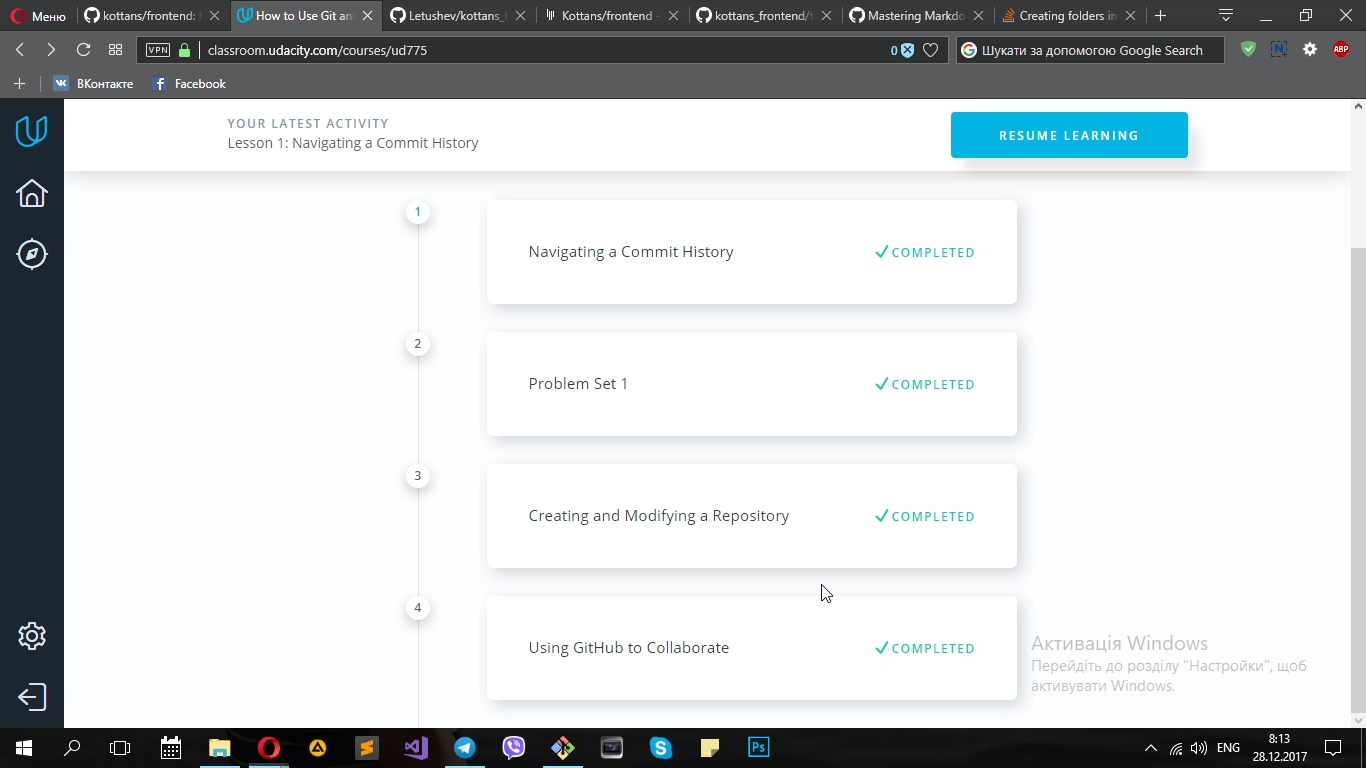 Меню
kottans/frontend:
How to Use Git an
Letushev/kottans_f
Kottans/frontend -
kottans_frontend/
Mastering Markdo
Creating folders in
VPN
classroom.udacity.com/courses/ud775
0
Шукати за допомогою Google Search
ABP
ВКонтакте
Facebook
YOUR LATEST ACTIVITY
Lesson 1: Navigating a Commit History
RESUME LEARNING
1
Navigating a Commit History
COMPLETED
2
Problem Set 1
COMPLETED
3
Creating and Modifying a Repository
COMPLETED
4
Using GitHub to Collaborate
COMPLETED
Активація Windows
Перейдіть до розділу "Настройки", щоб
активувати Windows.
Ps
ENG
8:13
28.12.2017